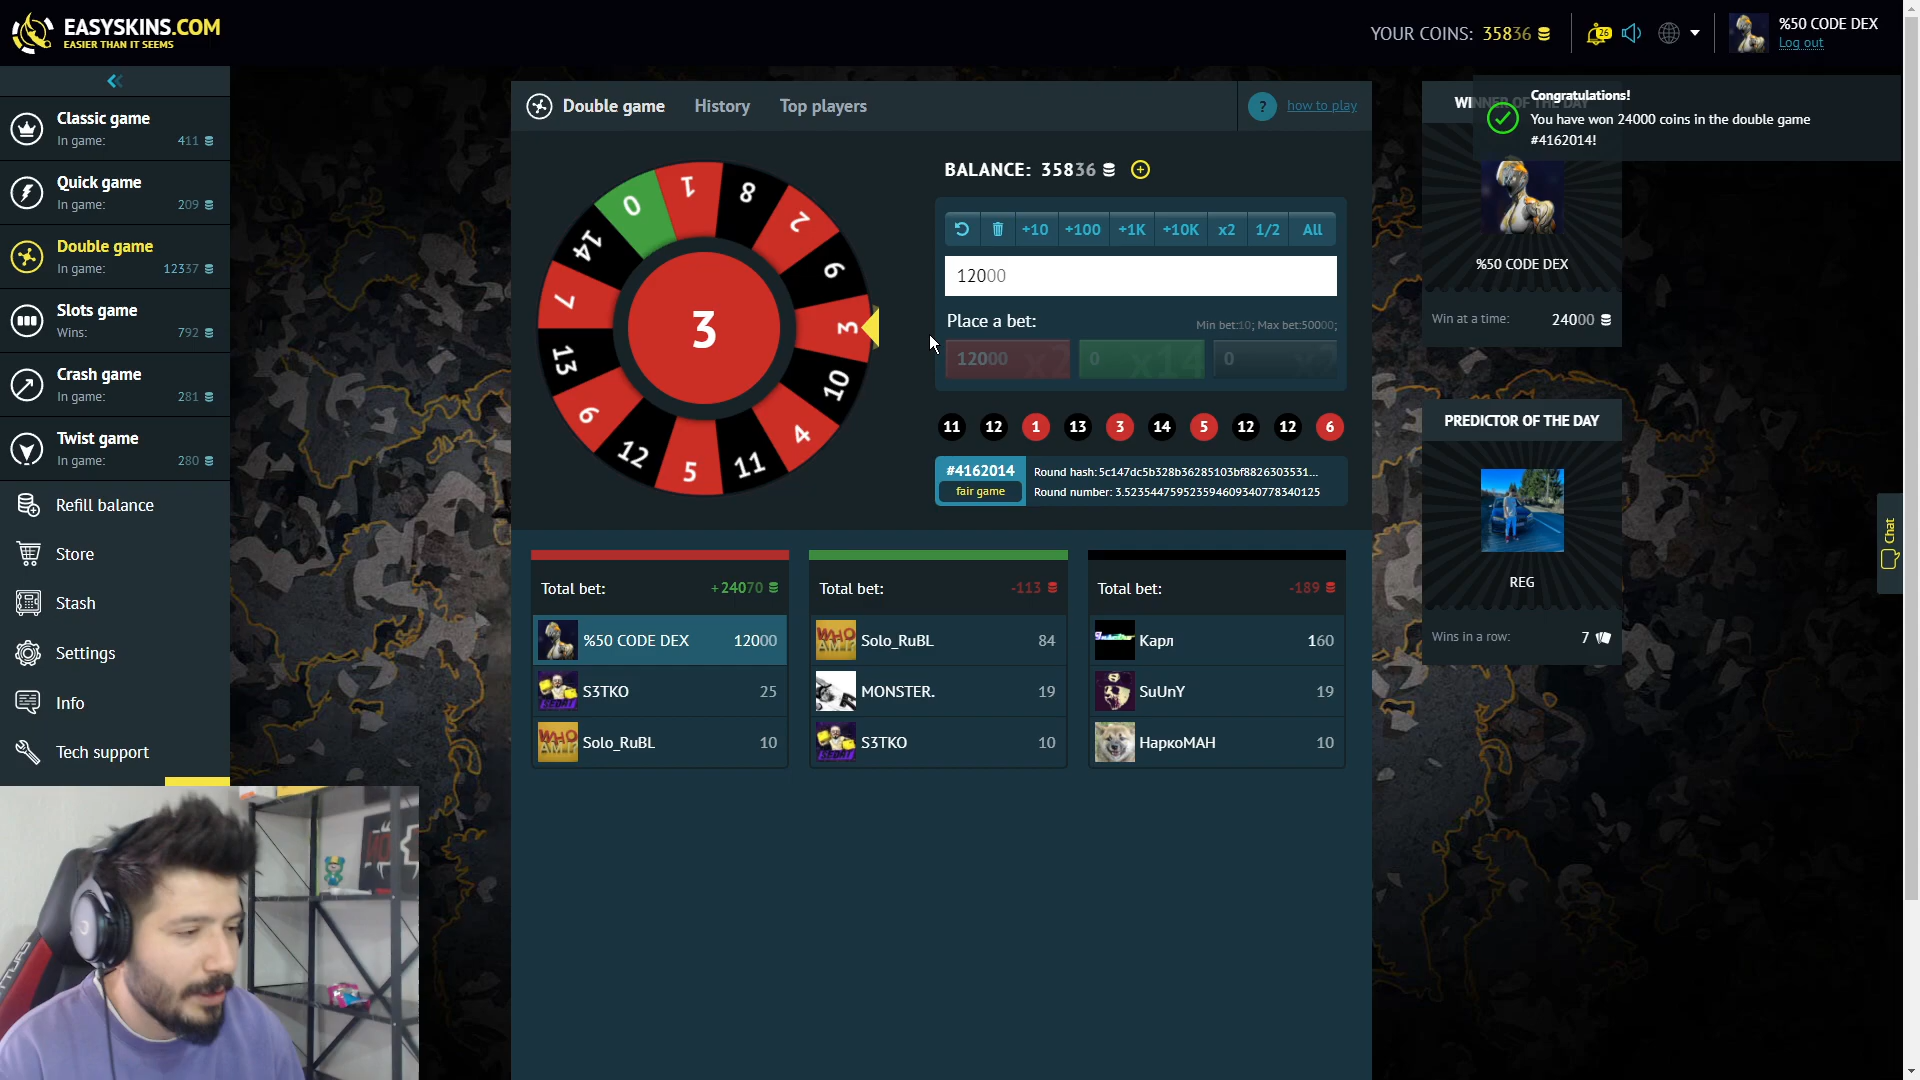 EASYSKINS.COM
EASIER THAN IT SEEMS
YOUR COINS: 35836
26
%50 CODE DEX
Log out
Classic game
In game: 411
Quick game
In game: 209
Double game
In game: 12337
Slots game
Wins: 792
Crash game
In game: 281
Twist game
In game: 280
Refill balance
Store
Stash
Settings
Info
Tech support
Double game
History
Top players
?
how to play
0
1
8
2
9
3
10
4
11
5
12
6
13
7
14
3
BALANCE: 35836
+10
+100
+1K
+10K
x2
1/2
All
12000
Place a bet:
Min bet:10; Max bet:50000;
12000 x2
0 x14
0 x2
11 12 1 13 3 14 5 12 12 6
#4162014
fair game
Round hash: 5c147dc5b328b36285103bf8826303531...
Round number: 3.5235447595235946093407783401​25
Total bet: +24070
%50 CODE DEX 12000
S3TKO 25
Solo_RuBL 10
Total bet: -113
Solo_RuBL 84
MONSTER. 19
S3TKO 10
Total bet: -189
Карл 160
SuUnY 19
НаркоМАН 10
WINNER OF THE DAY
Congratulations!
You have won 24000 coins in the double game
#4162014!
%50 CODE DEX
Win at a time: 24000
PREDICTOR OF THE DAY
REG
Wins in a row: 7
Chat